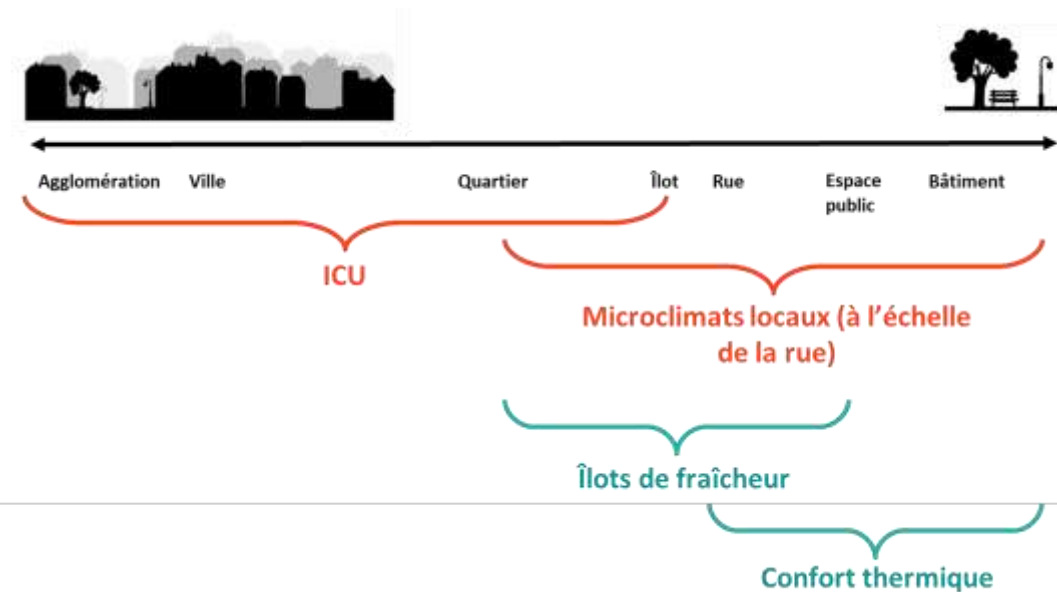 Agglomération Ville Quartier Îlot Rue Espace Bâtiment
public
ICU
Microclimats locaux (à l'échelle
de la rue)
Îlots de fraîcheur
Confort thermique